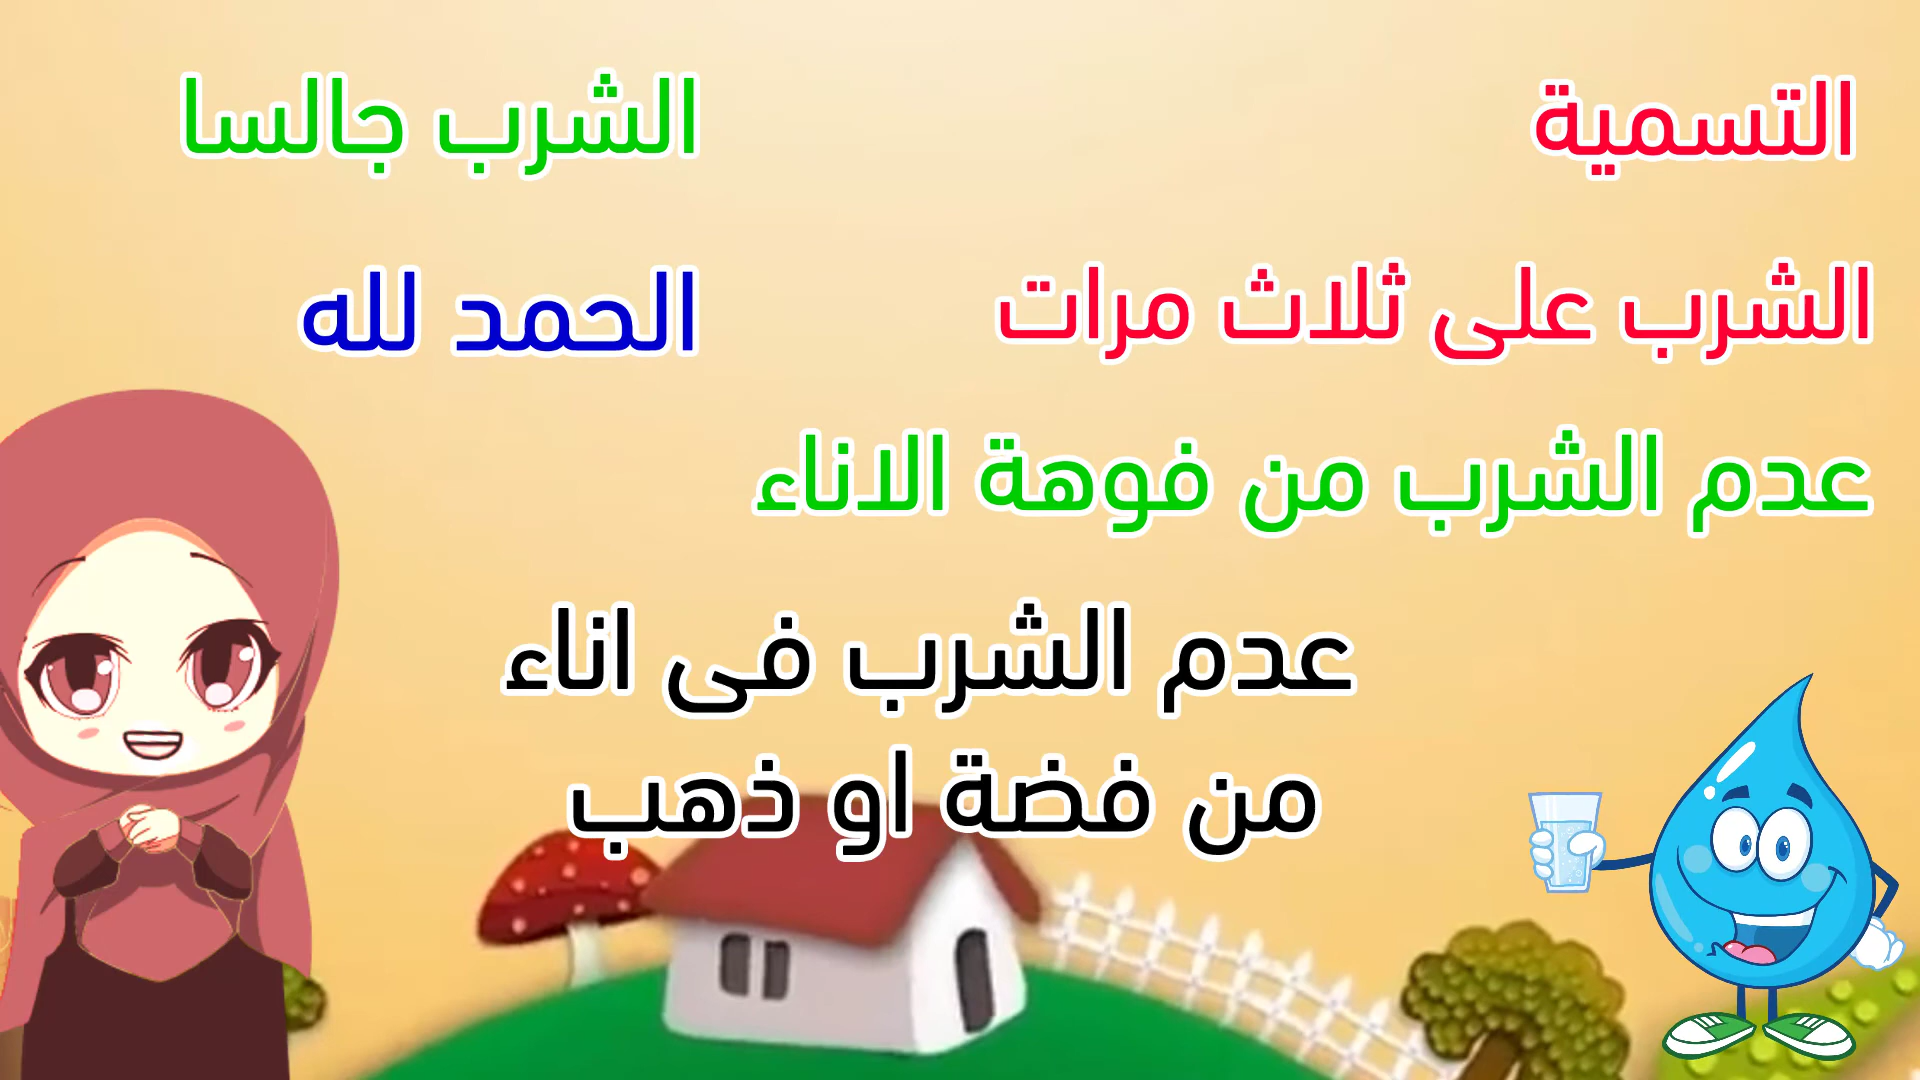 التسمية
الشرب جالسا
الشرب على ثلاث مرات
الحمد لله
عدم الشرب من فوهة الاناء
عدم الشرب فى اناء
من فضة او ذهب